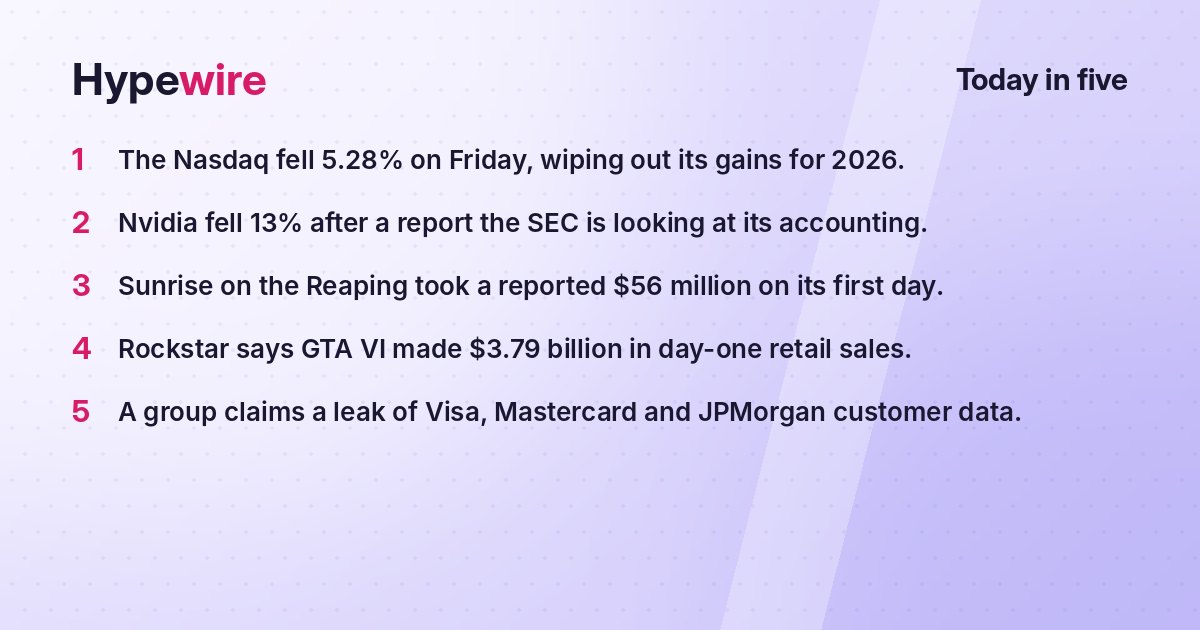 Hypewire
Today in five
1 The Nasdaq fell 5.28% on Friday, wiping out its gains for 2026.
2 Nvidia fell 13% after a report the SEC is looking at its accounting.
3 Sunrise on the Reaping took a reported $56 million on its first day.
4 Rockstar says GTA VI made $3.79 billion in day-one retail sales.
5 A group claims a leak of Visa, Mastercard and JPMorgan customer data.